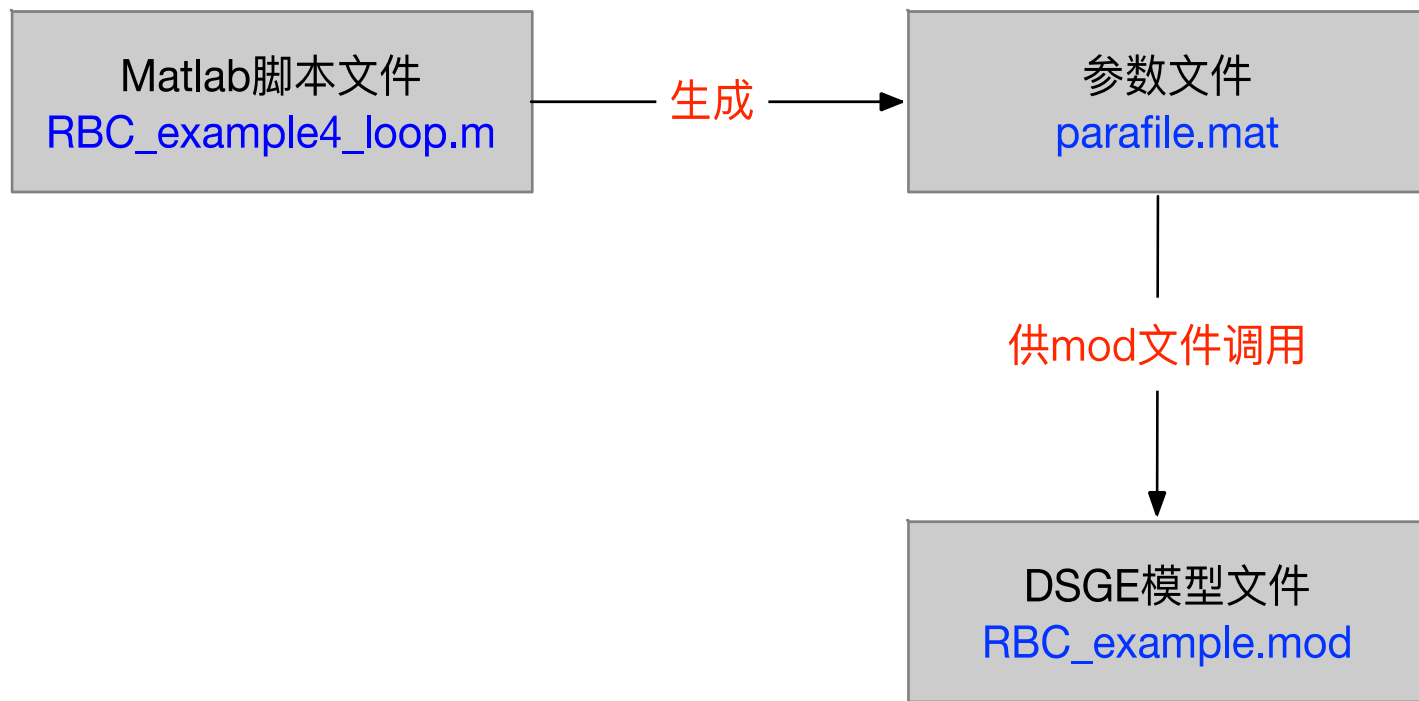 Matlab脚本文件
RBC_example4_loop.m
生成
参数文件
parafile.mat
供mod文件调用
DSGE模型文件
RBC_example.mod